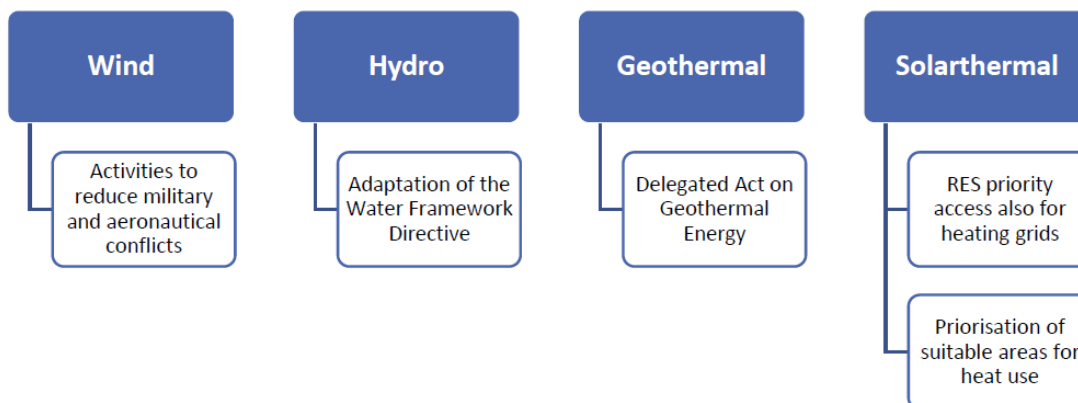 Wind
Hydro
Geothermal
Solarthermal
Activities to
reduce military
and aeronautical
conflicts
Adaptation of the
Water Framework
Directive
Delegated Act on
Geothermal
Energy
RES priority
access also for
heating grids
Priorisation of
suitable areas for
heat use